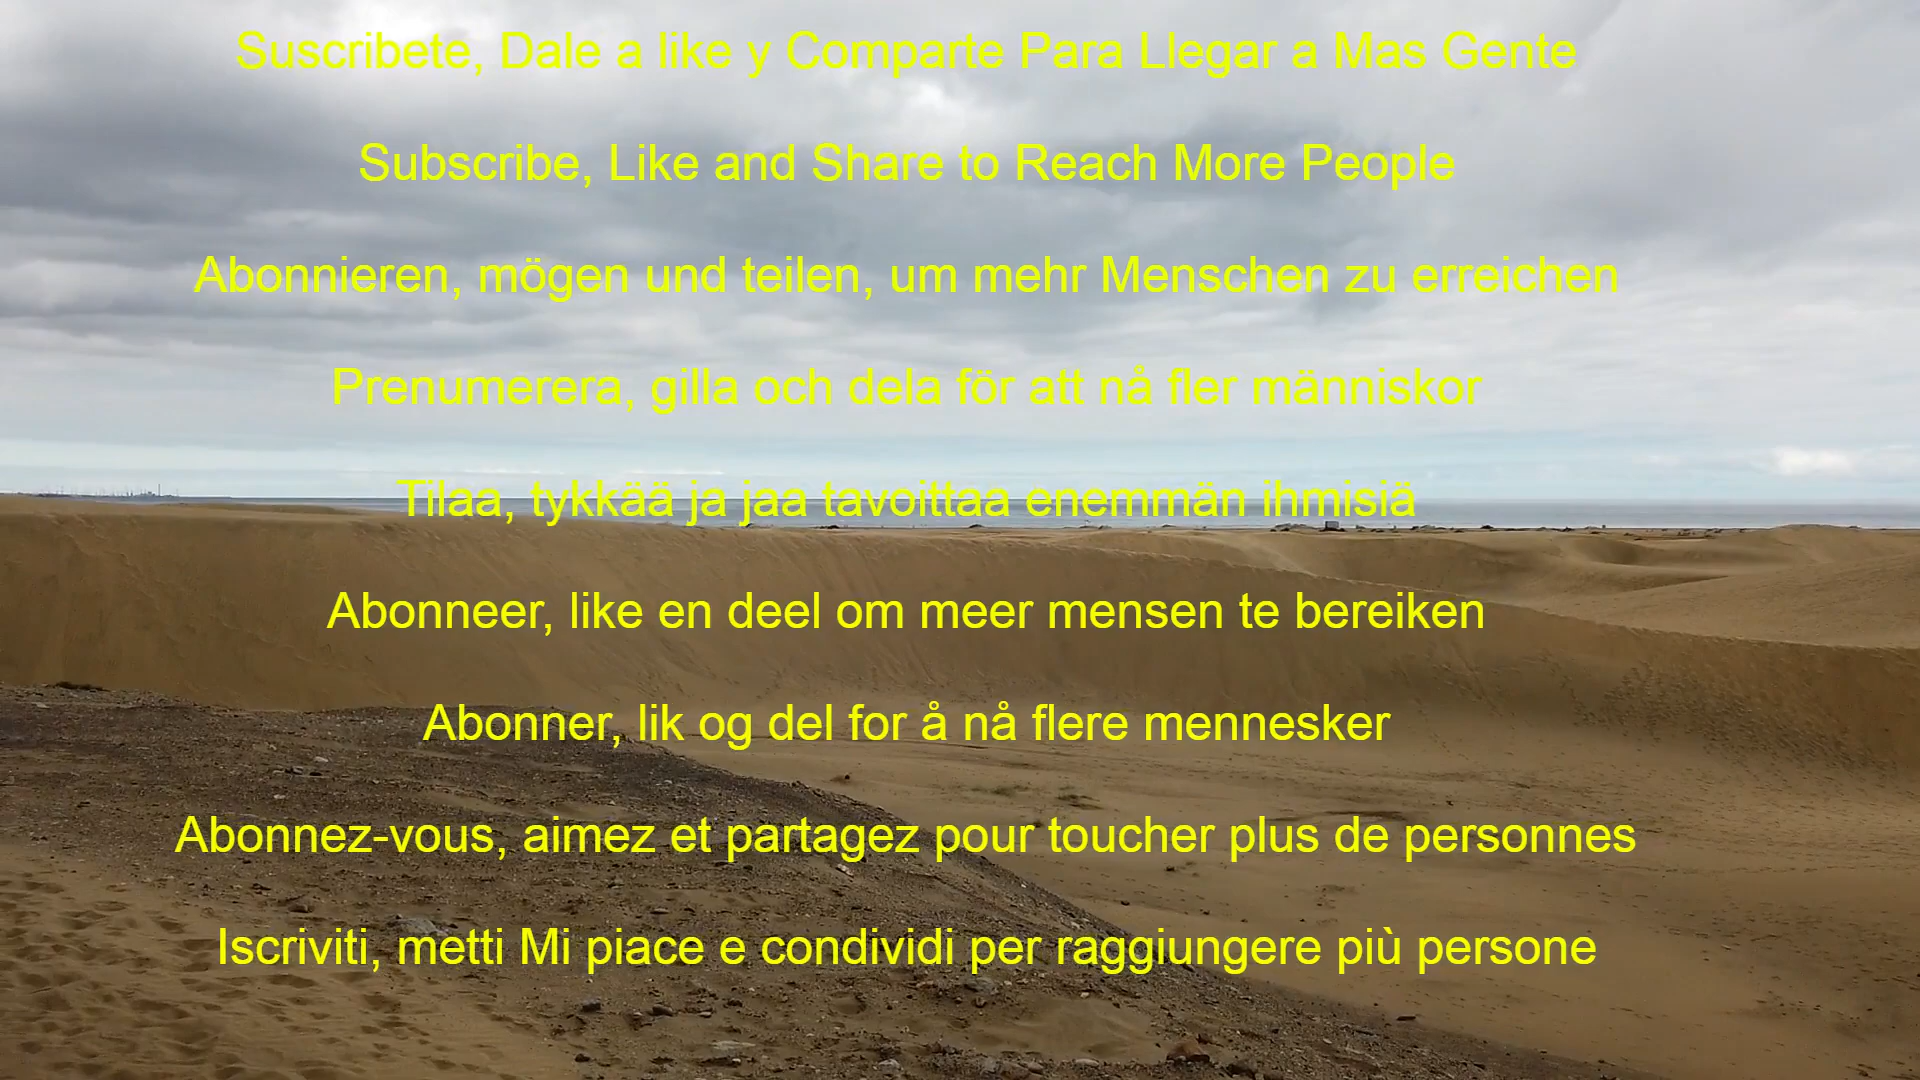 Suscribete, Dale a like y Comparte Para Llegar a Mas Gente
Subscribe, Like and Share to Reach More People
Abonnieren, mögen und teilen, um mehr Menschen zu erreichen
Prenumerera, gilla och dela för att nå fler människor
Tilaa, tykkää ja jaa tavoittaa enemmän ihmisiä
Abonneer, like en deel om meer mensen te bereiken
Abonner, lik og del for å nå flere mennesker
Abonnez-vous, aimez et partagez pour toucher plus de personnes
Iscriviti, metti Mi piace e condividi per raggiungere più persone